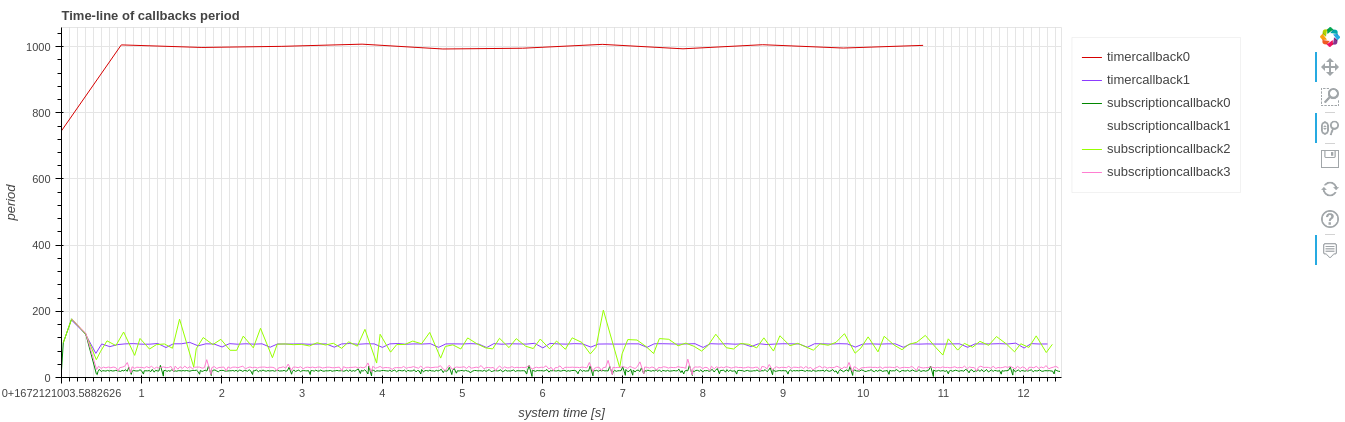 Time-line of callbacks period
1000
800
600
400
200
0
period
0+1672121003.5882626
1
2
3
4
5
6
7
8
9
10
11
12
system time [s]
timercallback0
timercallback1
subscriptioncallback0
subscriptioncallback1
subscriptioncallback2
subscriptioncallback3